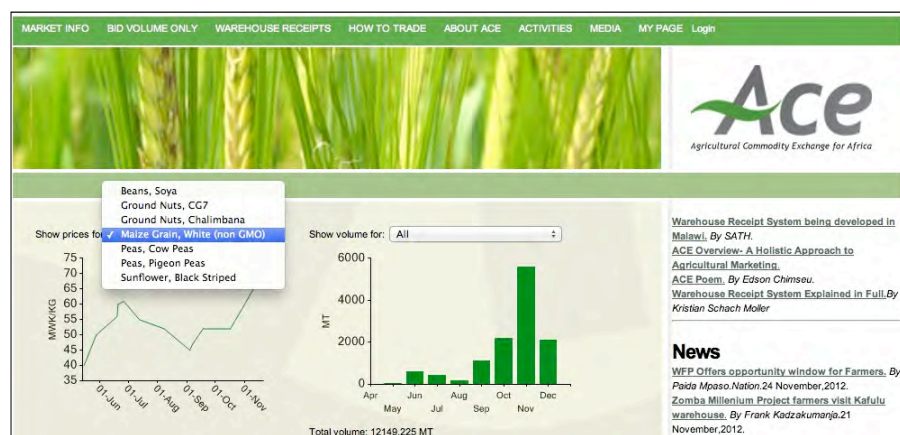 MARKET INFO BID VOLUME ONLY WAREHOUSE RECEIPTS HOW TO TRADE ABOUT ACE ACTIVITIES MEDIA MY PAGE Login
Ace
Agricultural Commodity Exchange for Africa
Beans, Soya
Ground Nuts, CG7
Ground Nuts, Chalimbana
Show prices fo ✓ Maize Grain, White (non GMO)
Peas, Cow Peas
Peas, Pigeon Peas
Sunflower, Black Striped
75
70
65
60
55
50
45
40
35
MWK/KG
01-Jun 01-Jul 01-Aug 01-Sep 01-Oct 01-Nov
Show volume for: All
6000
4000
2000
0
MT
Apr Jun Aug Oct Dec
May Jul Sep Nov
Total volume: 12149.225 MT
Warehouse Receipt System being developed in
Malawi. By SATH.
ACE Overview- A Holistic Approach to
Agricultural Marketing.
ACE Poem. By Edson Chimseu.
Warehouse Receipt System Explained in Full.By
Kristian Schach Moller
News
WFP Offers opportunity window for Farmers. By
Paida Mpaso.Nation.24 November,2012.
Zomba Millenium Project farmers visit Kafulu
warehouse. By Frank Kadzakumanja.21
November,2012.